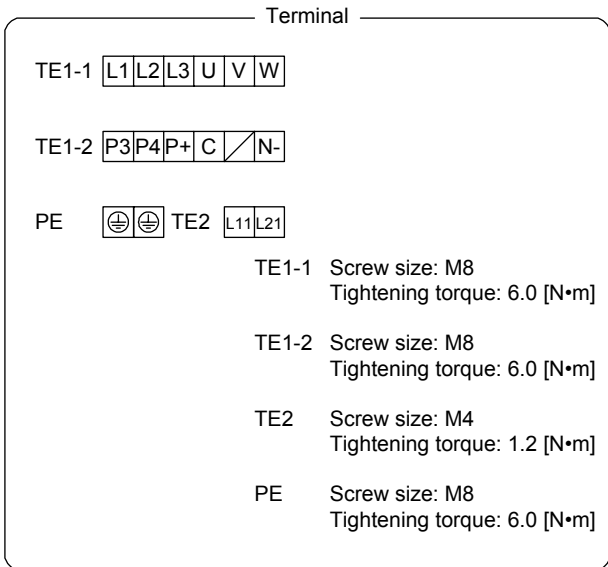 Terminal
TE1-1 L1 L2 L3 U V W
TE1-2 P3 P4 P+ C N-
PE TE2 L11 L21
TE1-1 Screw size: M8
Tightening torque: 6.0 [N•m]
TE1-2 Screw size: M8
Tightening torque: 6.0 [N•m]
TE2 Screw size: M4
Tightening torque: 1.2 [N•m]
PE Screw size: M8
Tightening torque: 6.0 [N•m]